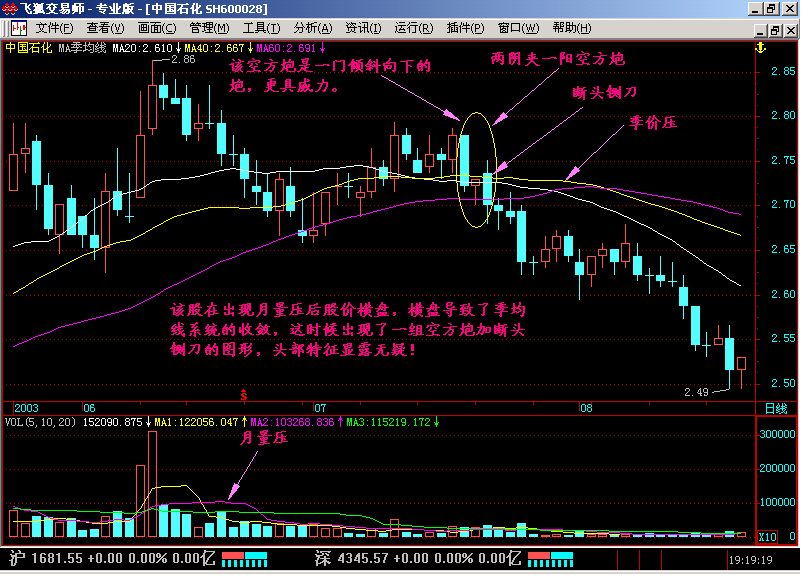 飞狐交易师 - 专业版 - [中国石化 SH600028]
文件(F) 查看(V) 画面(C) 管理(M) 工具(T) 分析(A) 资讯(I) 运行(R) 插件(P) 窗口(W) 帮助(H)
中国石化 MA季均线 MA20:2.610↓MA40:2.667↓MA60:2.691↓
2.86
该空方炮是一门倾斜向下的
炮，更具威力。
两阴夹一阳空方炮
断头铡刀
季价压
2.85
2.80
2.75
2.70
2.65
2.60
2.55
2.50
该股在出现月量压后股价横盘，横盘导致了季均
线系统的收敛，这时候出现了一组空方炮加断头
铡刀的图形，头部特征显露无疑！
2.49
2003 06 07 08 日线
VOL(5,10,20) 152090.875↓MA1:122056.047↑MA2:103268.836↑MA3:115219.172↓
月量压
300000
200000
100000
X10 0
沪 1681.55 +0.00 0.00% 0.00亿 深 4345.57 +0.00 0.00% 0.00亿 19:19:19